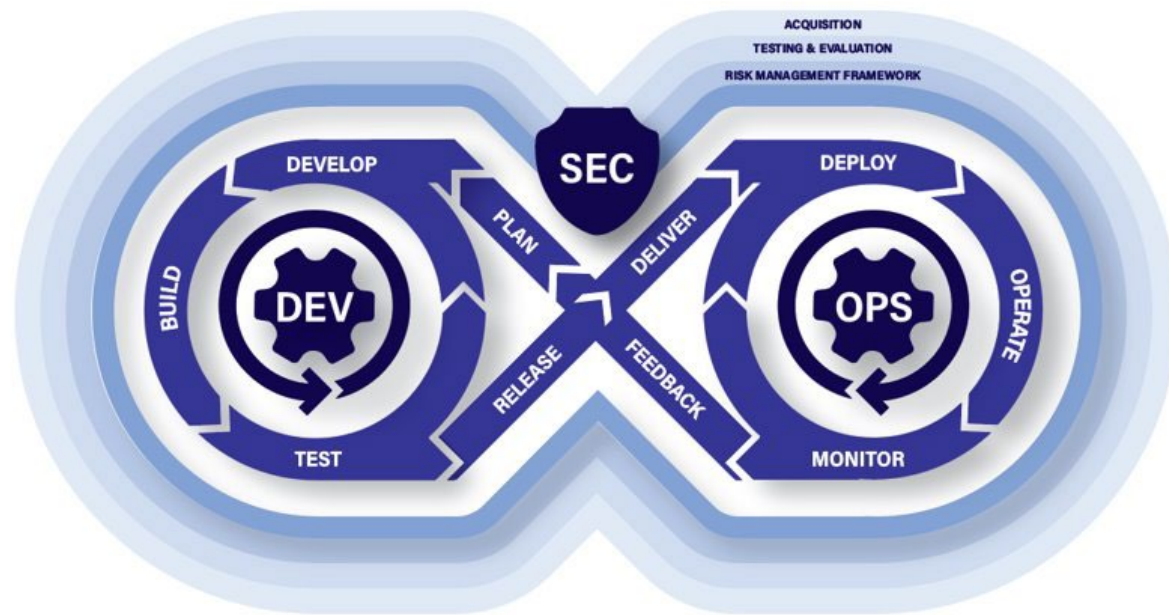 ACQUISITION
TESTING & EVALUATION
RISK MANAGEMENT FRAMEWORK
SEC
DEVELOP
DEPLOY
PLAN
DELIVER
BUILD
DEV
OPS
OPERATE
RELEASE
FEEDBACK
TEST
MONITOR